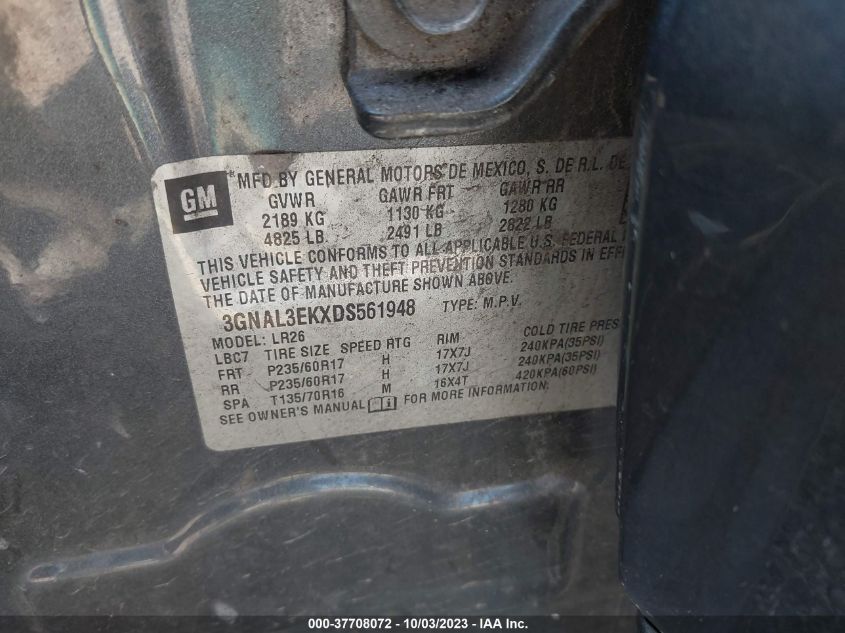 GM
*MFD BY GENERAL MOTORS DE MEXICO, S. DE R.L. DE
GVWR GAWR FRT GAWR RR
2189 KG 1130 KG 1280 KG
4825 LB 2491 LB 2822 LB
THIS VEHICLE CONFORMS TO ALL APPLICABLE U.S. FEDERAL
VEHICLE SAFETY AND THEFT PREVENTION STANDARDS IN EFF
THE DATE OF MANUFACTURE SHOWN ABOVE.
3GNAL3EKXDS561948 TYPE: M.P.V.
MODEL: LR26
LBC7 TIRE SIZE SPEED RTG RIM COLD TIRE PRES
FRT P235/60R17 H 17X7J 240KPA(35PSI)
RR P235/60R17 H 17X7J 240KPA(35PSI)
SPA T135/70R16 M 16X4T 420KPA(60PSI)
SEE OWNER'S MANUAL FOR MORE INFORMATION.
000-37708072 - 10/03/2023 - IAA Inc.